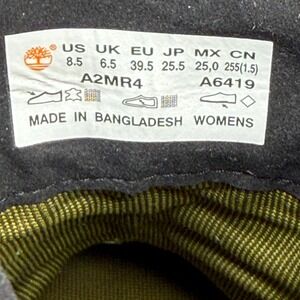 US UK EU JP MX CN
8.5 6.5 39.5 25.5 25,0 255(1.5)
A2MR4 A6419
MADE IN BANGLADESH WOMENS